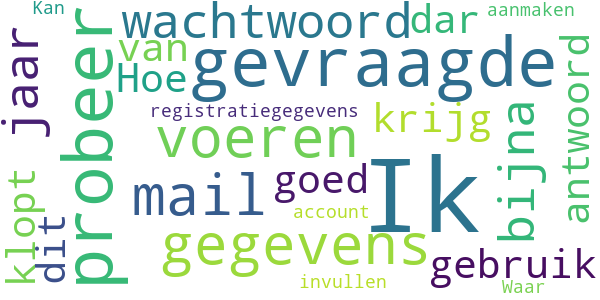 Kan
wachtwoord
dar
aanmaken
jaar
probeer
van
Hoe
gevraagde
registratiegegevens
voeren
krijg
antwoord
bijna
Ik
klopt
dit
mail
goed
account
gegevens
gebruik
invullen
Waar